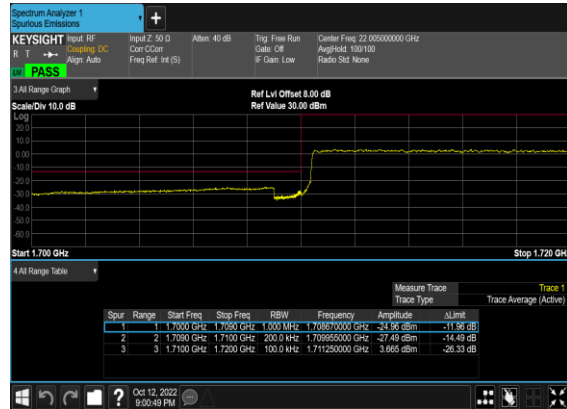 Spectrum Analyzer 1
Spurious Emissions
KEYSIGHT Input: RF Input Z: 50 Ω Atten: 40 dB Trig: Free Run Center Freq: 22.005000000 GHz
R T Coupling: DC Corr CCorr Gate: Off Avg|Hold: 100/100
Align: Auto Freq Ref: Int (S) IF Gain: Low Radio Std: None
PASS
3 All Range Graph
Ref Lvl Offset 8.00 dB
Scale/Div 10.0 dB Ref Value 30.00 dBm
Log
20.0
10.0
0.00
-10.0
-20.0
-30.0
-40.0
-50.0
-60.0
Start 1.700 GHz Stop 1.720 GHz
4 All Range Table
Measure Trace Trace 1
Trace Type Trace Average (Active)
Spur Range Start Freq Stop Freq RBW Frequency Amplitude ΔLimit
1 1 1.7000 GHz 1.7090 GHz 1.000 MHz 1.708670000 GHz -24.96 dBm -11.96 dB
2 2 1.7090 GHz 1.7100 GHz 200.0 kHz 1.709955000 GHz -27.49 dBm -14.49 dB
3 3 1.7100 GHz 1.7200 GHz 100.0 kHz 1.711250000 GHz 3.665 dBm -26.33 dB
Oct 12, 2022
9:00:49 PM